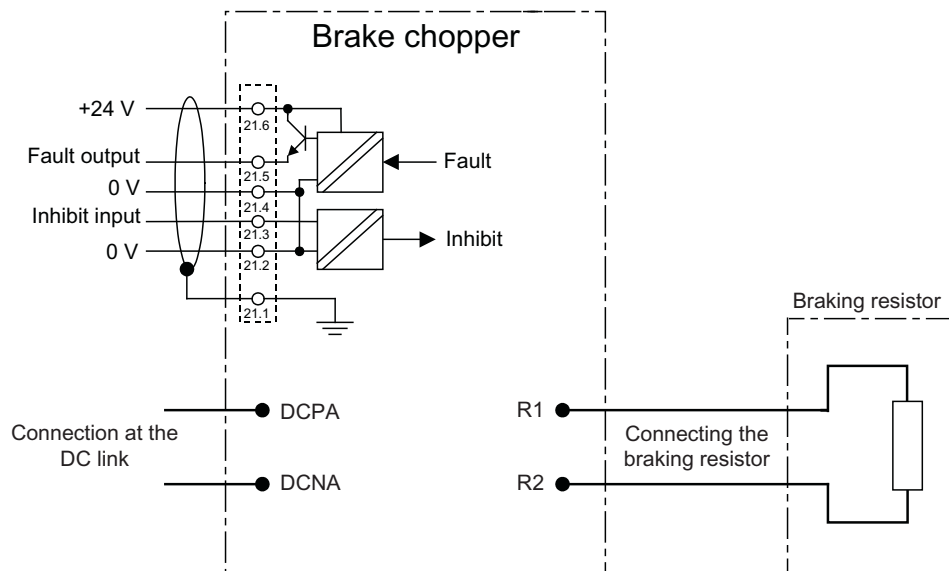 Brake chopper
+24 V
21.6
Fault output
21.5
Fault
0 V
21.4
Inhibit input
21.3
Inhibit
0 V
21.2
21.1
Braking resistor
DCPA
R1
Connection at the
DC link
Connecting the
braking resistor
DCNA
R2